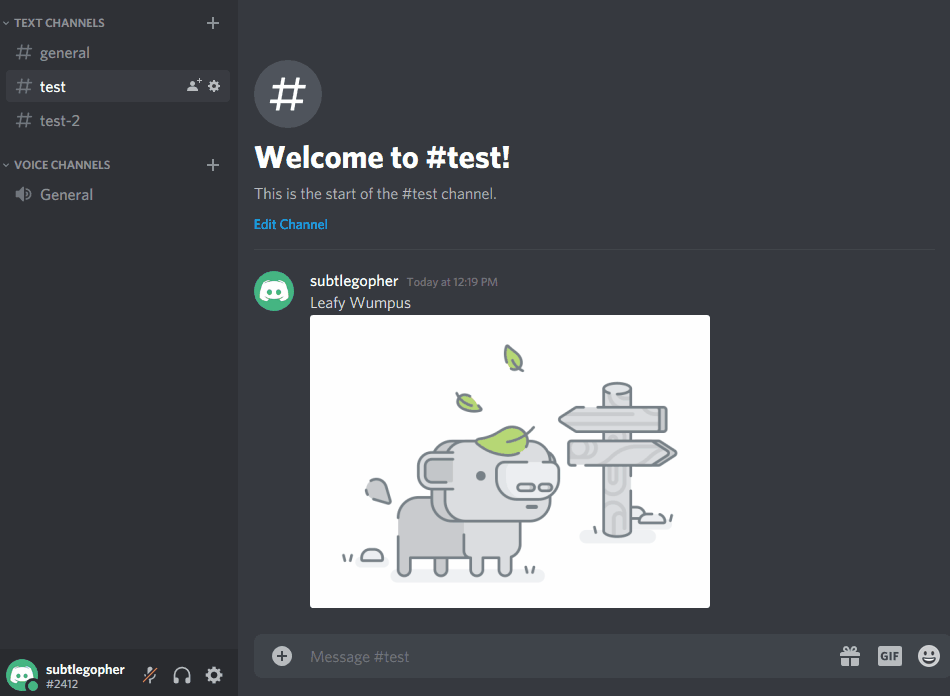 TEXT CHANNELS
# general
# test
# test-2
VOICE CHANNELS
General
#
Welcome to #test!
This is the start of the #test channel.
Edit Channel
subtlegopher Today at 12:19 PM
Leafy Wumpus
Message #test
GIF
subtlegopher
#2412